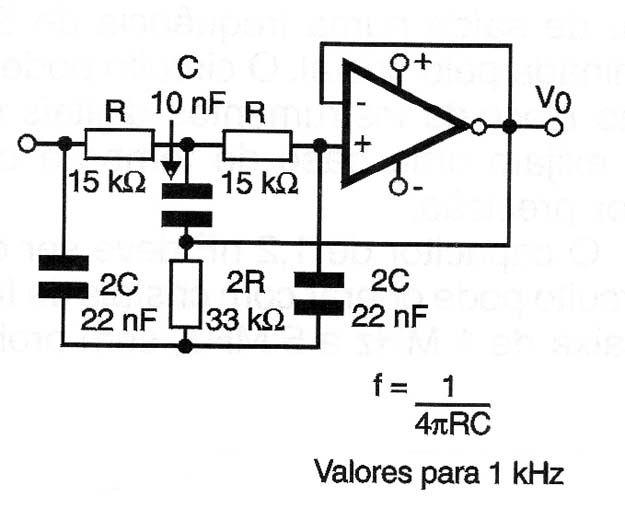 C
R
10 nF
R
15 kΩ
15 kΩ
+
-
+
-
V0
2C
22 nF
2R
33 kΩ
2C
22 nF
f = 1
4πRC
Valores para 1 kHz